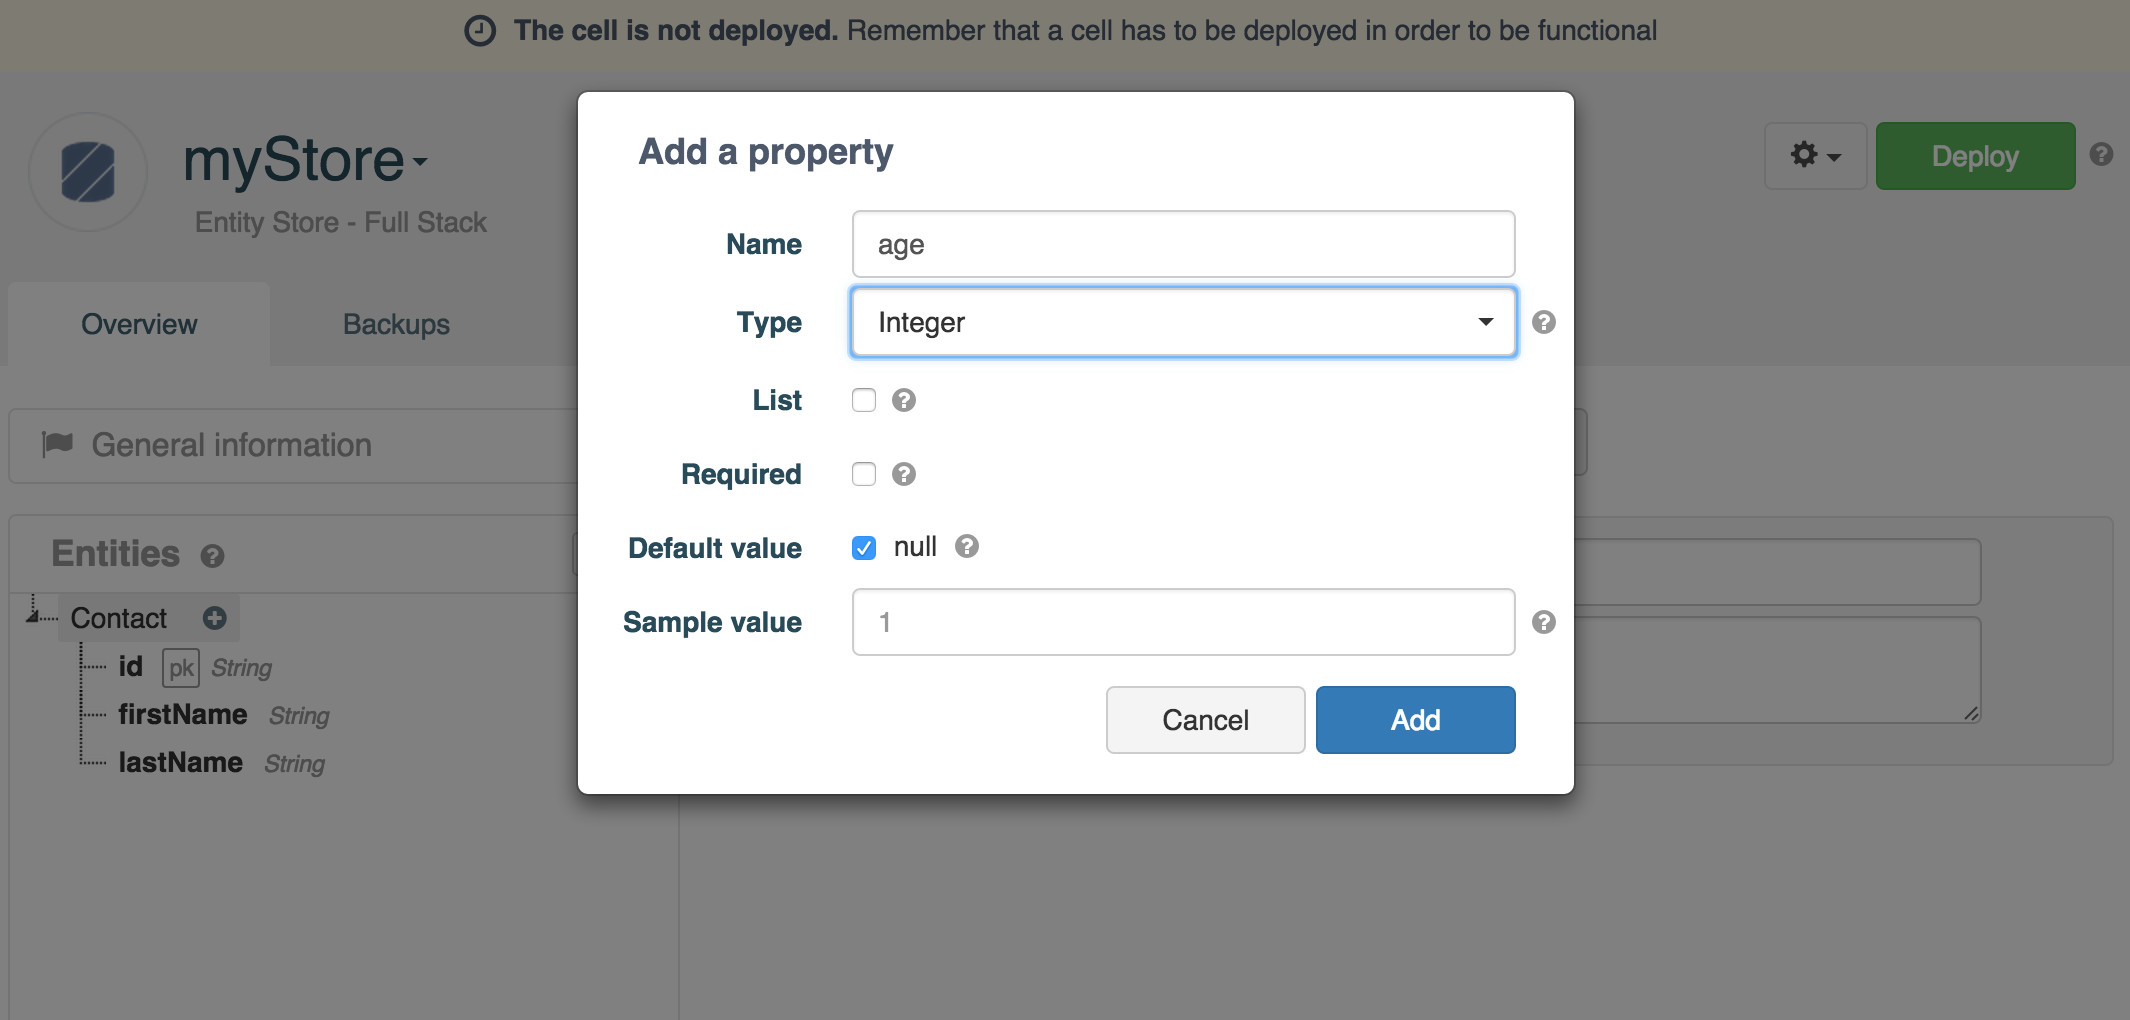 The cell is not deployed. Remember that a cell has to be deployed in order to be functional
myStore
Entity Store - Full Stack
Deploy
Overview
Backups
General information
Entities
Contact
id pk String
firstName String
lastName String
Add a property
Name age
Type Integer
List
Required
Default value null
Sample value 1
Cancel Add